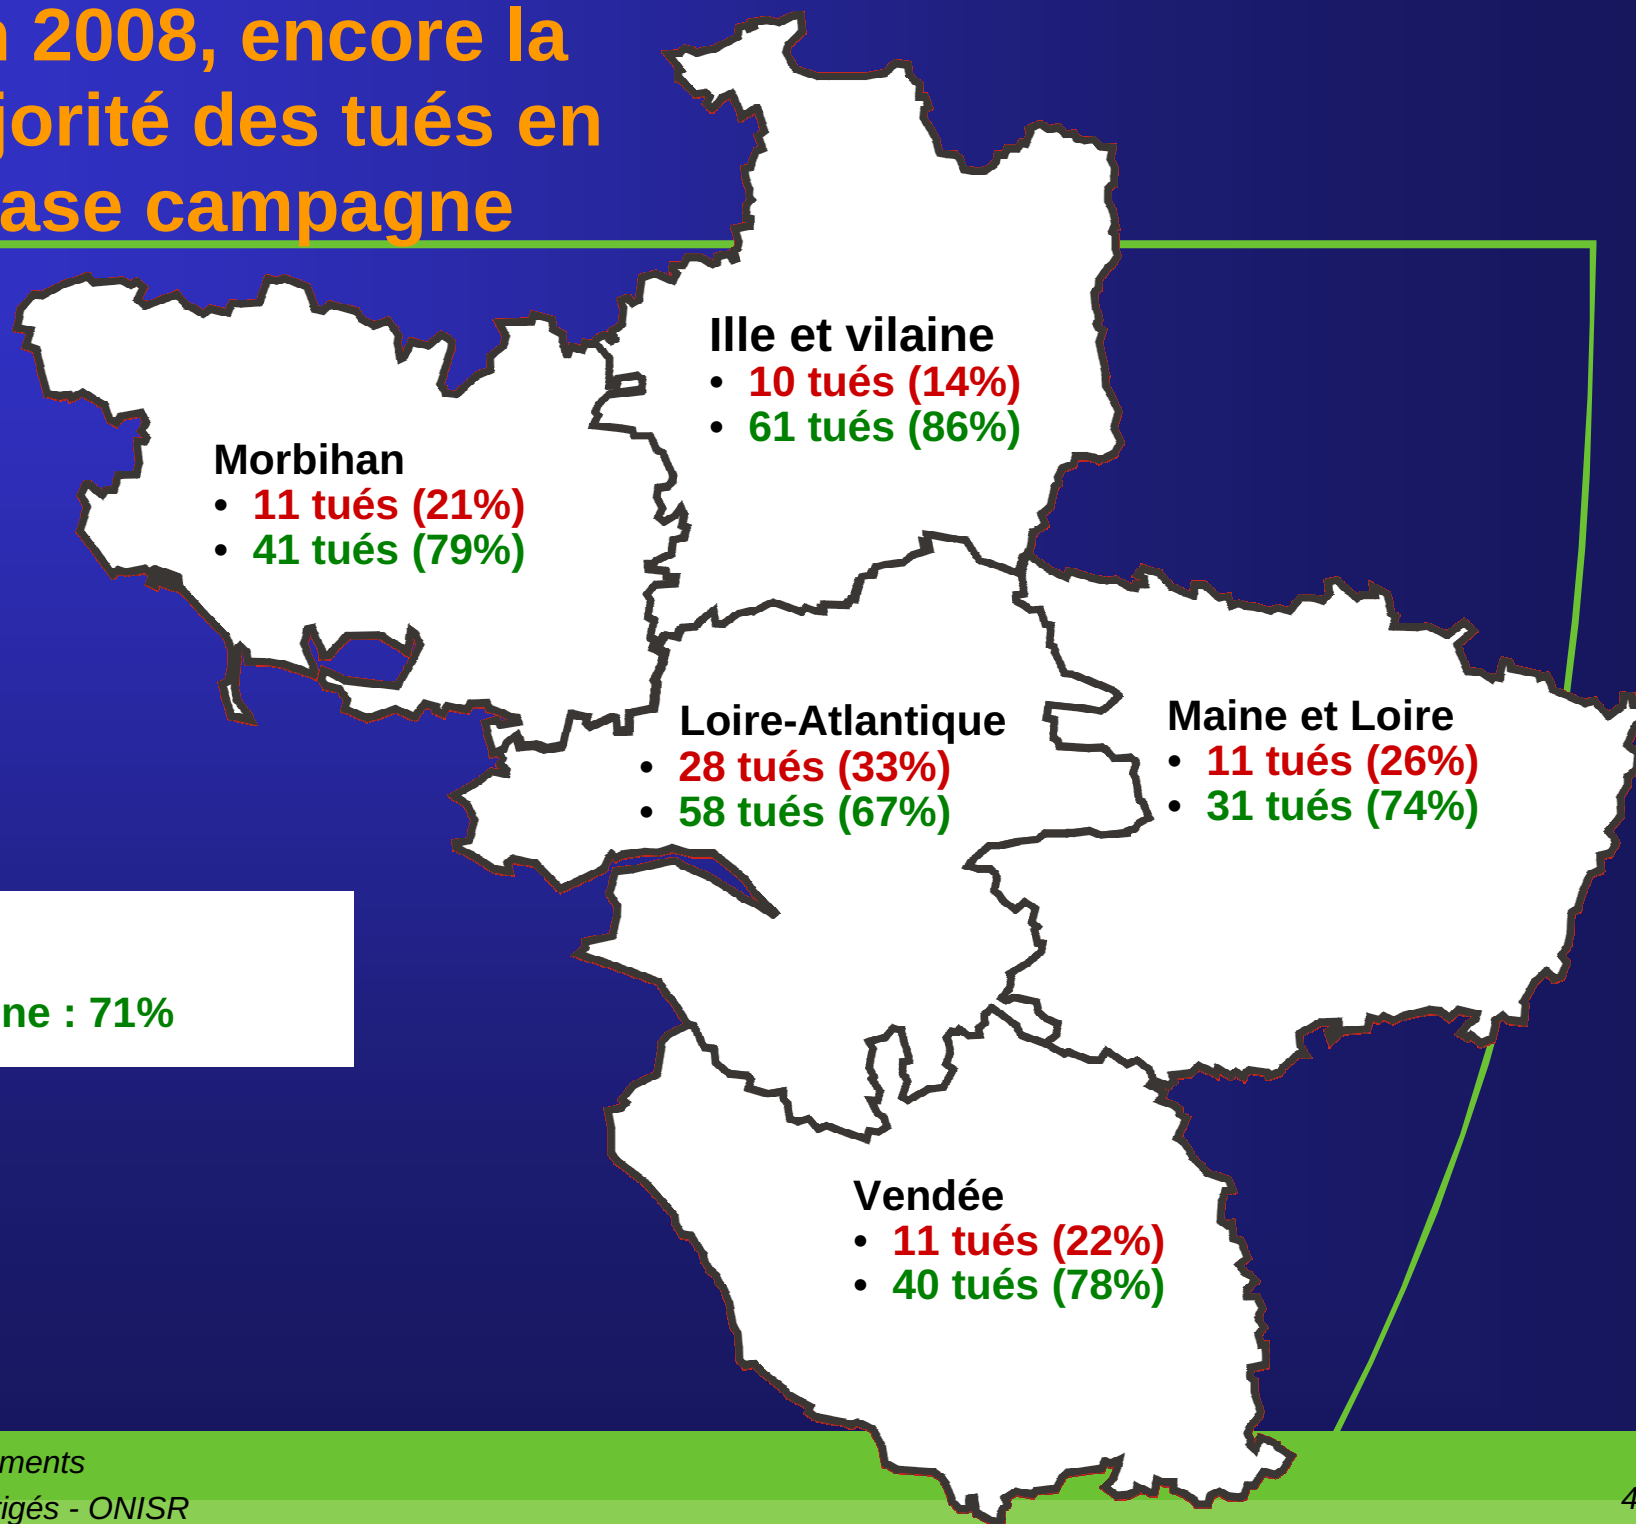 n 2008, encore la
jorité des tués en
ase campagne
Ille et vilaine
• 10 tués (14%)
• 61 tués (86%)
Morbihan
• 11 tués (21%)
• 41 tués (79%)
Loire-Atlantique
• 28 tués (33%)
• 58 tués (67%)
Maine et Loire
• 11 tués (26%)
• 31 tués (74%)
ne : 71%
Vendée
• 11 tués (22%)
• 40 tués (78%)
ments
rigés - ONISR
4